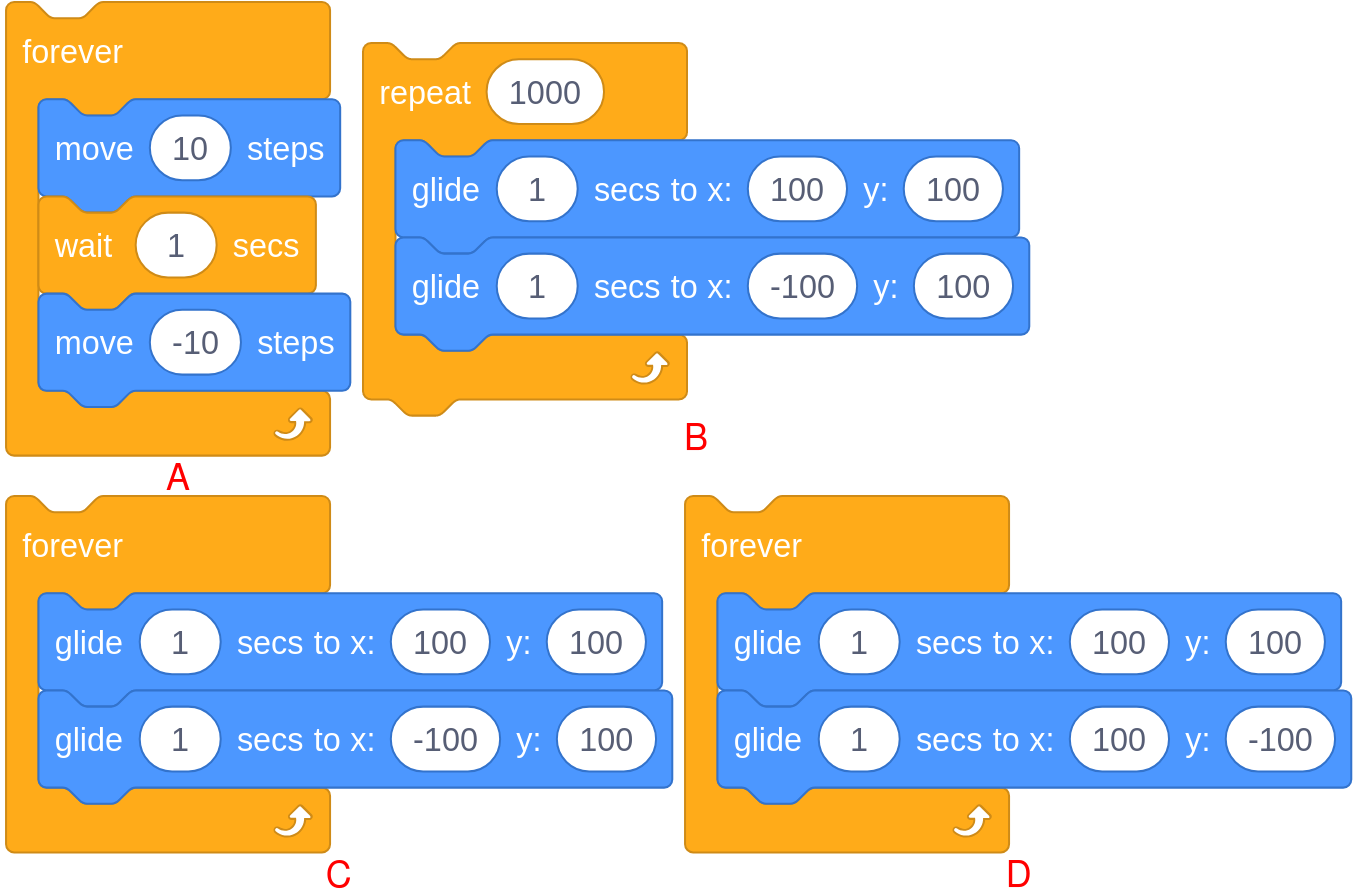 forever
move 10 steps
wait 1 secs
move -10 steps
A
repeat 1000
glide 1 secs to x: 100 y: 100
glide 1 secs to x: -100 y: 100
B
forever
glide 1 secs to x: 100 y: 100
glide 1 secs to x: -100 y: 100
C
forever
glide 1 secs to x: 100 y: 100
glide 1 secs to x: 100 y: -100
D